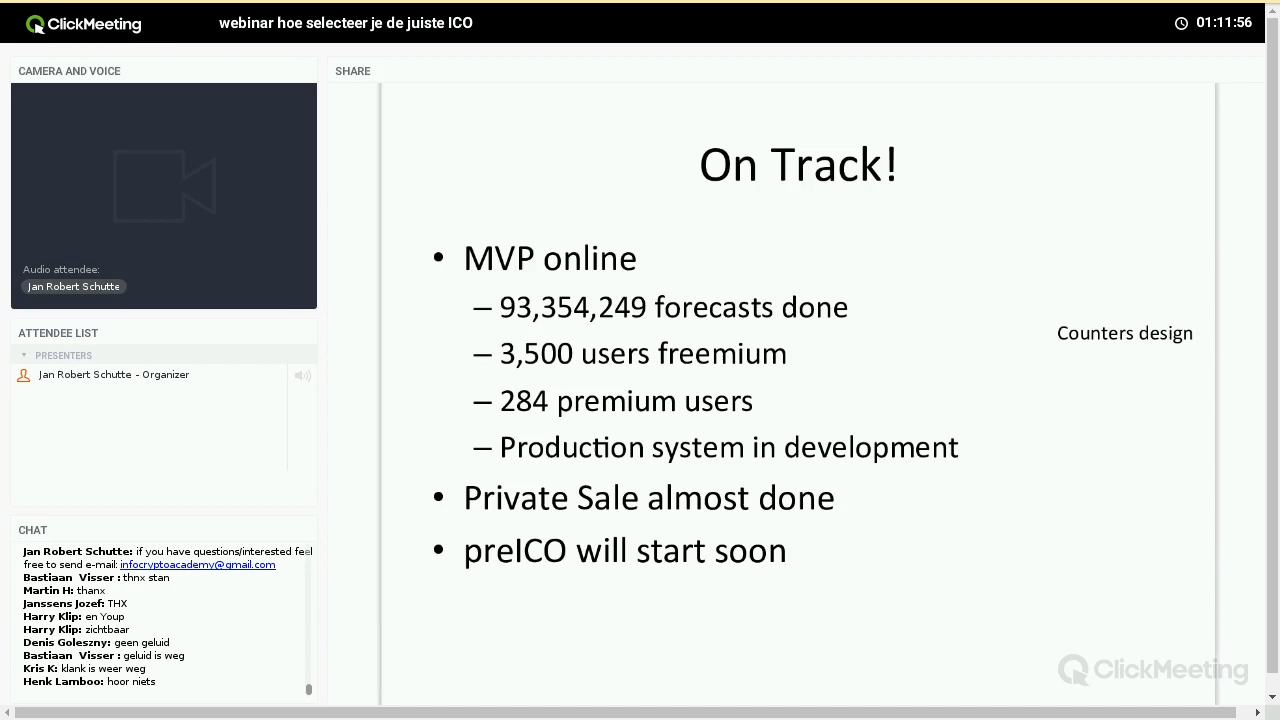 ClickMeeting
webinar hoe selecteer je de juiste ICO
01:11:56
CAMERA AND VOICE
Audio attendee:
Jan Robert Schutte
ATTENDEE LIST
PRESENTERS
Jan Robert Schutte - Organizer
CHAT
Jan Robert Schutte: if you have questions/interested feel
free to send e-mail: infocryptoacademy@gmail.com
Bastiaan Visser : thnx stan
Martin H: thanx
Janssens Jozef: THX
Harry Klip: en Youp
Harry Klip: zichtbaar
Denis Goleszny: geen geluid
Bastiaan Visser : geluid is weg
Kris K: klank is weer weg
Henk Lamboo: hoor niets
SHARE
On Track!
• MVP online
– 93,354,249 forecasts done
– 3,500 users freemium
– 284 premium users
– Production system in development
• Private Sale almost done
• preICO will start soon
Counters design
ClickMeeting